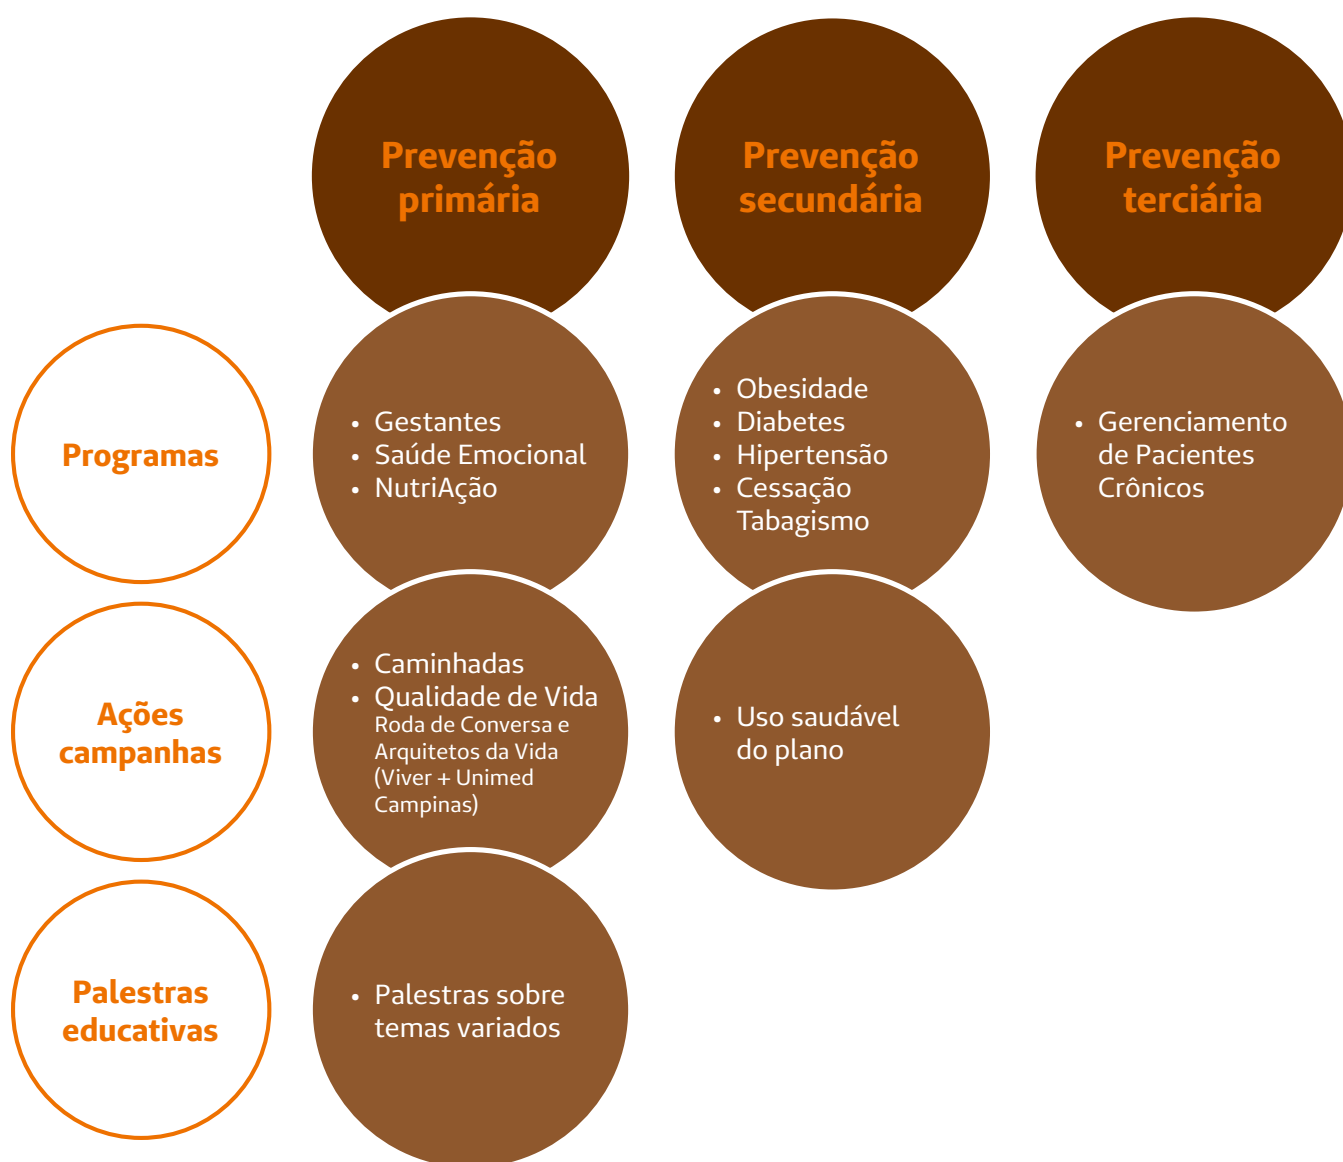 Prevenção
primária
Prevenção
secundária
Prevenção
terciária
Programas
• Gestantes
• Saúde Emocional
• NutriAção
• Obesidade
• Diabetes
• Hipertensão
• Cessação
Tabagismo
• Gerenciamento
de Pacientes
Crônicos
Ações
campanhas
• Caminhadas
• Qualidade de Vida
Roda de Conversa e
Arquitetos da Vida
(Viver + Unimed
Campinas)
• Uso saudável
do plano
Palestras
educativas
• Palestras sobre
temas variados